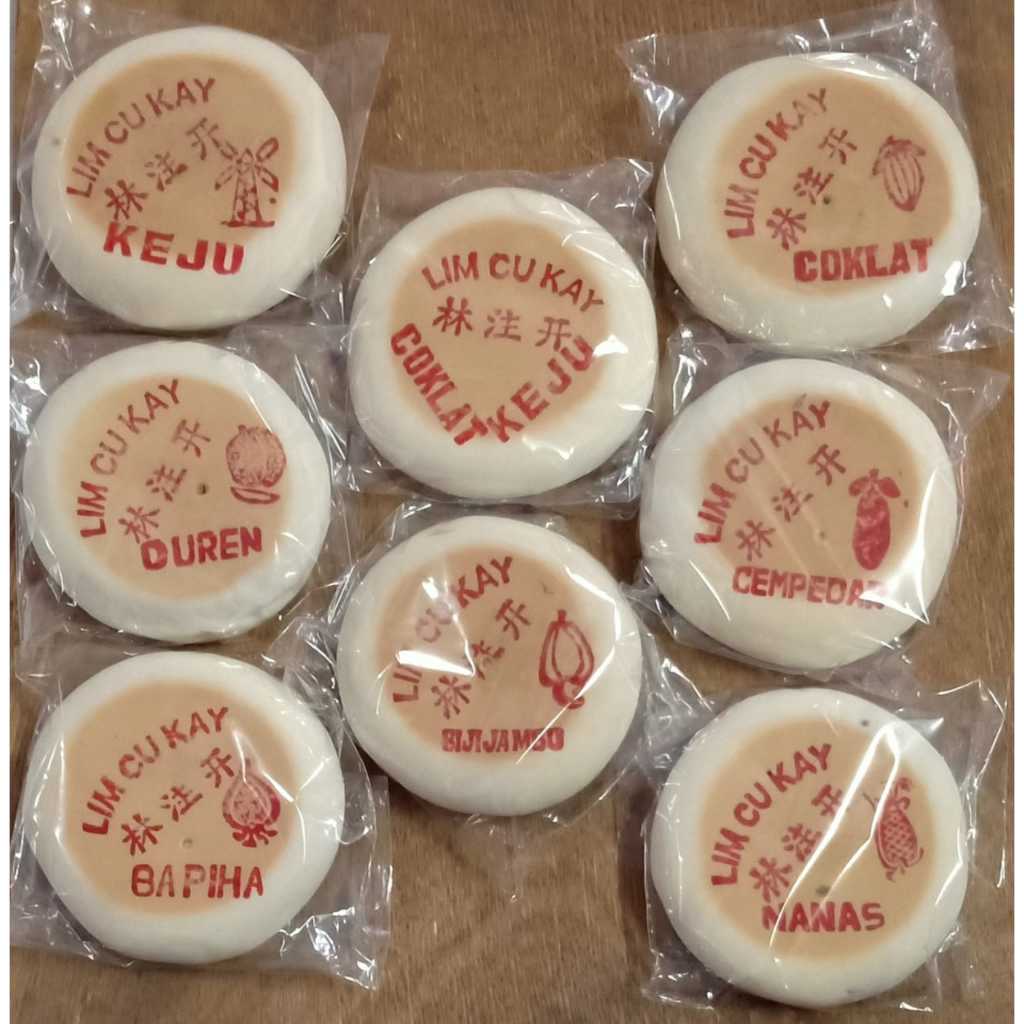 LIM CU KAY
林注开
KEJU
LIM CU KAY
林注开
COKLAT
LIM CU KAY
林注开
COKLAT KEJU
LIM CU KAY
林注开
DUREN
LIM CU KAY
林注开
CEMPEDAK
LIM CU KAY
林注开
BIJI JAMBU
LIM CU KAY
林注开
BAPIHA
LIM CU KAY
林注开
NANAS